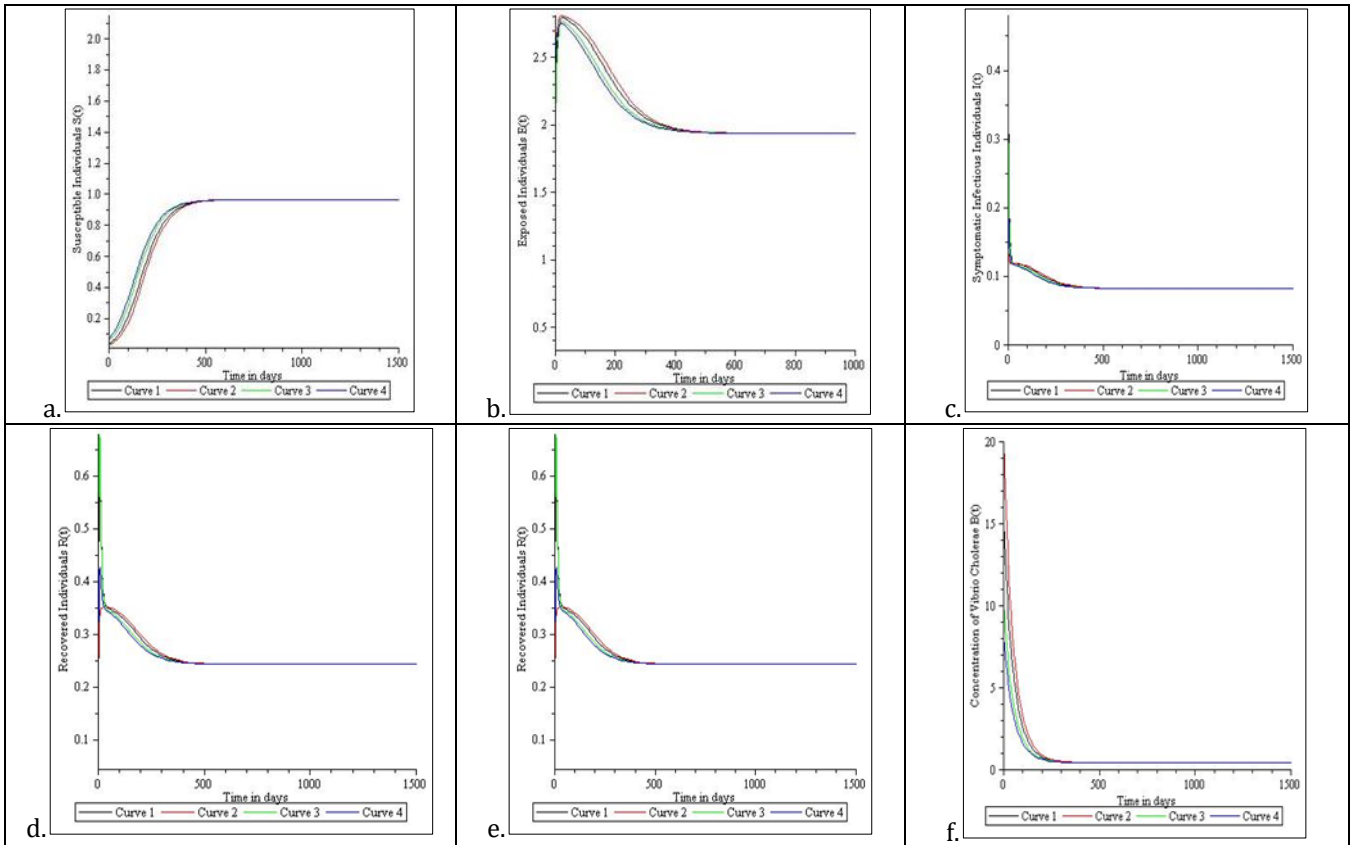 2.0
1.8
1.6
1.4
1.2
1.0
0.8
0.6
0.4
0.2
Susceptible Individuals S(t)
0 500 1000 1500
Time in days
Curve 1 Curve 2 Curve 3 Curve 4
a.
2.5
2
1.5
1
0.5
Exposed Individuals E(t)
0 200 400 600 800 1000
Time in days
Curve 1 Curve 2 Curve 3 Curve 4
b.
0.4
0.3
0.2
0.1
0
Symptomatic Infectious Individuals I(t)
0 500 1000 1500
Time in days
Curve 1 Curve 2 Curve 3 Curve 4
c.
0.6
0.5
0.4
0.3
0.2
0.1
Recovered Individuals R(t)
0 500 1000 1500
Time in days
Curve 1 Curve 2 Curve 3 Curve 4
d.
0.6
0.5
0.4
0.3
0.2
0.1
Recovered Individuals R(t)
0 500 1000 1500
Time in days
Curve 1 Curve 2 Curve 3 Curve 4
e.
20
15
10
5
0
Concentration of Vibrio Cholerae B(t)
0 500 1000 1500
Time in days
Curve 1 Curve 2 Curve 3 Curve 4
f.